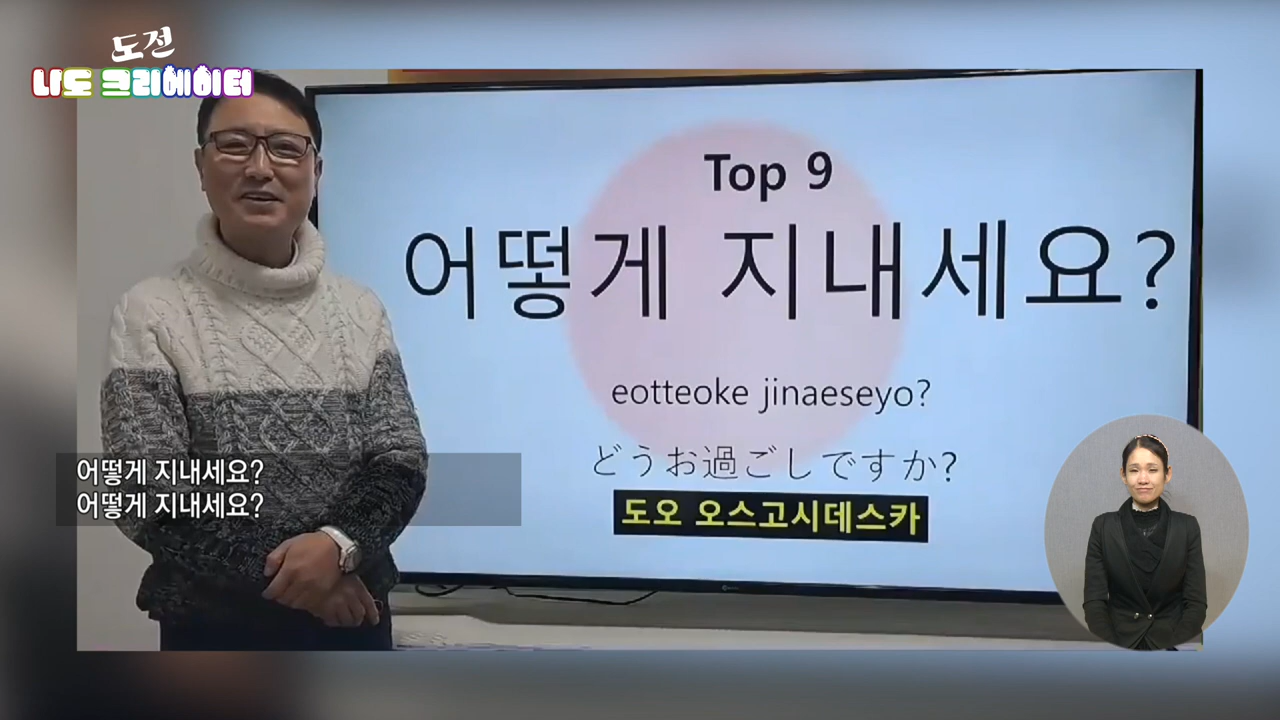 도전
나도 크리에이터
Top 9
어떻게 지내세요?
eotteoke jinaeseyo?
どうお過ごしですか?
도오 오스고시데스카
어떻게 지내세요?
어떻게 지내세요?